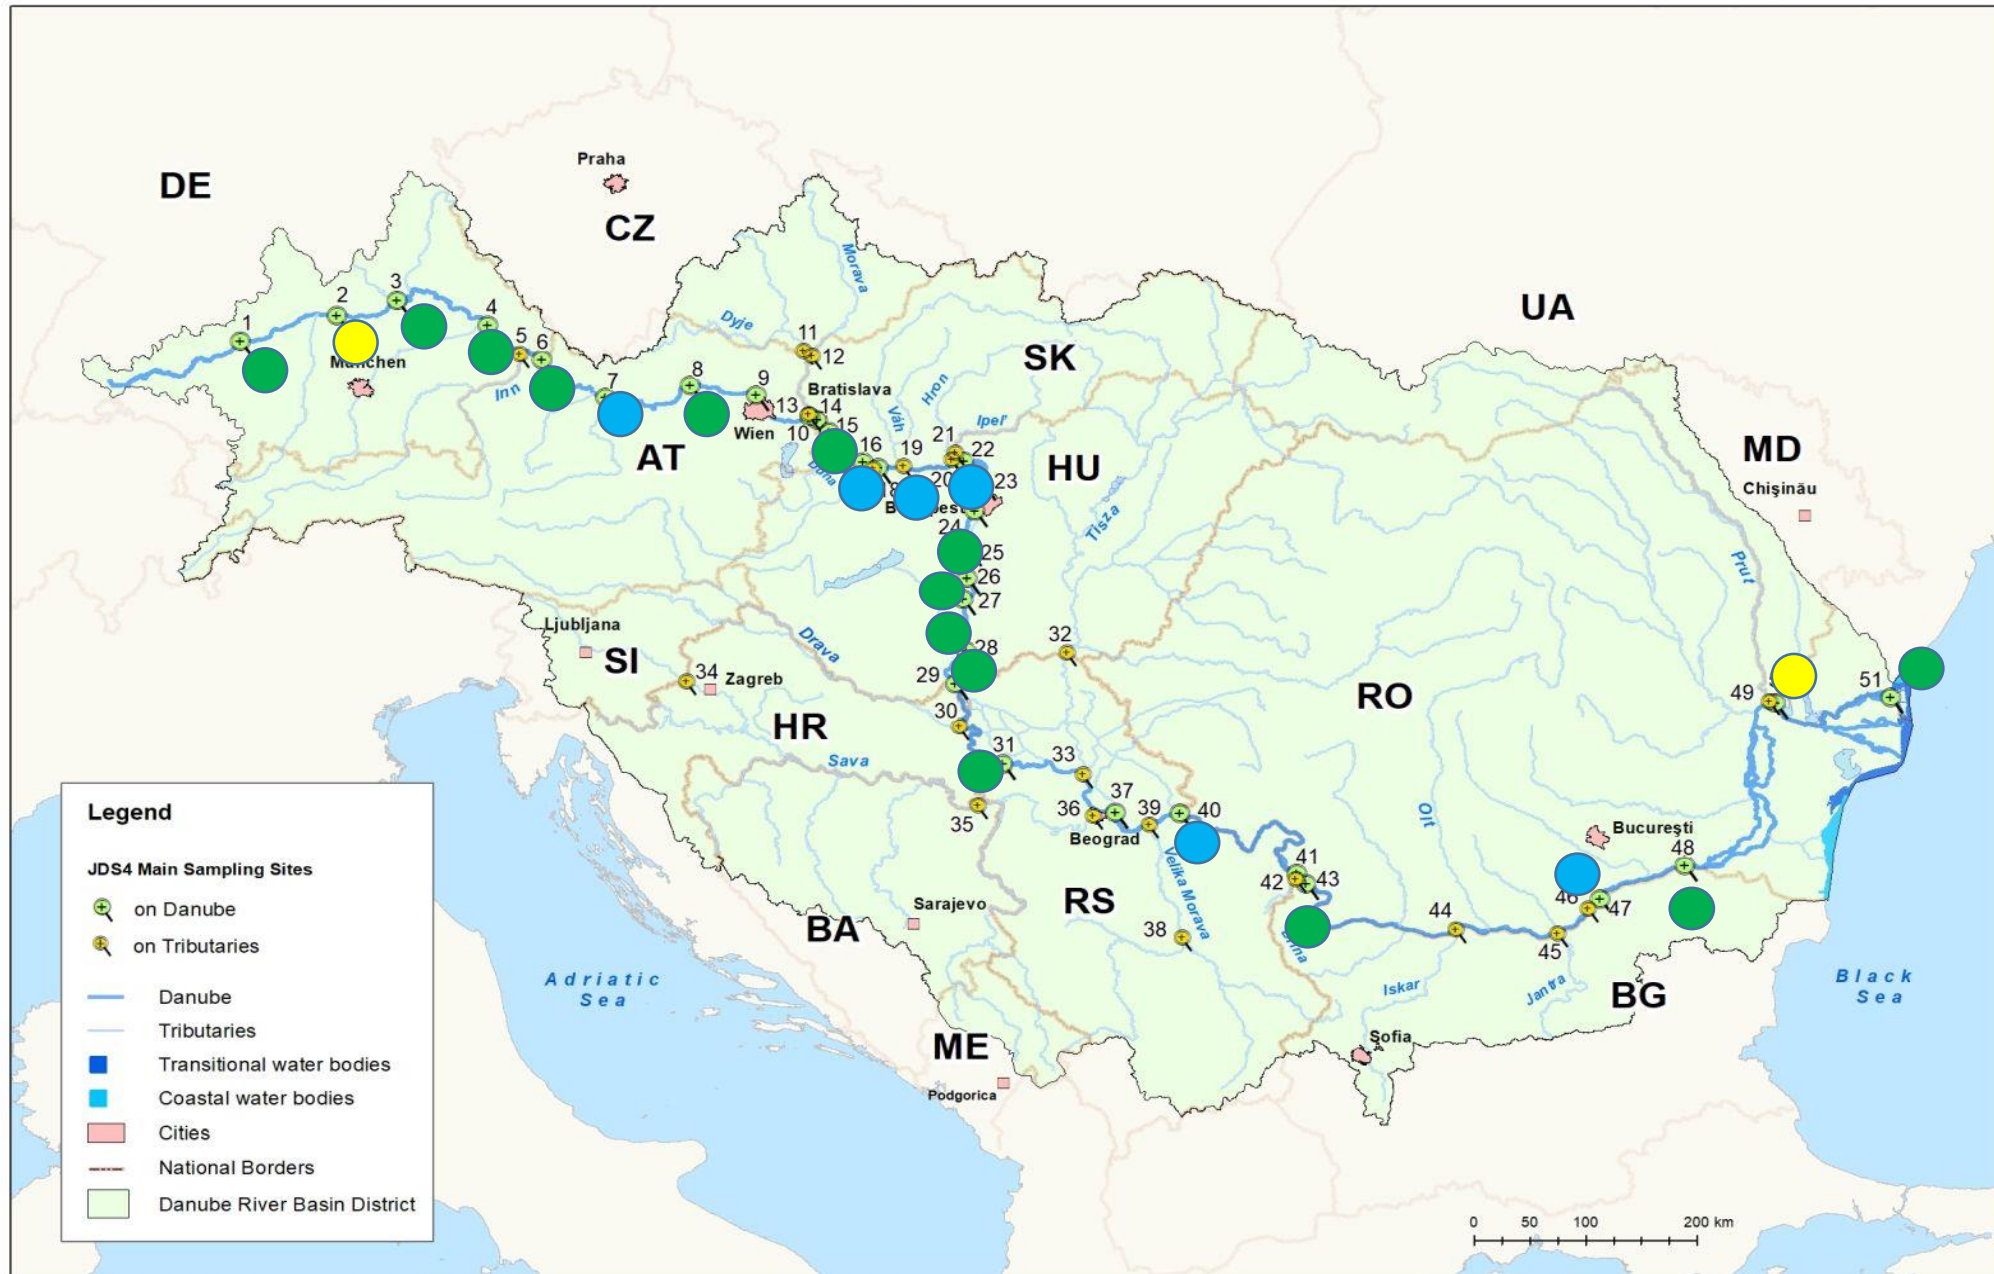 Praha
DE
CZ
Morava
3
2
4
1
5
6
München
Inn
7
8
9
Wien
Dyje
11
12
Bratislava
13
14
10
15
AT
Duna
16
Váh
Hron
SK
19
Ipel'
21
22
20
23
HU
18
24
25
26
27
28
29
30
31
Tisza
UA
MD
Chişinău
Prut
Ljubljana
SI
34
Zagreb
Drava
HR
Sava
32
33
35
36
37
Beograd
39
40
Velika Morava
RO
Olt
41
42
43
RS
38
BA
Sarajevo
ME
Podgorica
Adriatic
Sea
44
45
46
47
48
Bucureşti
49
51
Iskar
Jantra
BG
Sofia
Black
Sea
Legend
JDS4 Main Sampling Sites
on Danube
on Tributaries
Danube
Tributaries
Transitional water bodies
Coastal water bodies
Cities
National Borders
Danube River Basin District
0 50 100 200 km